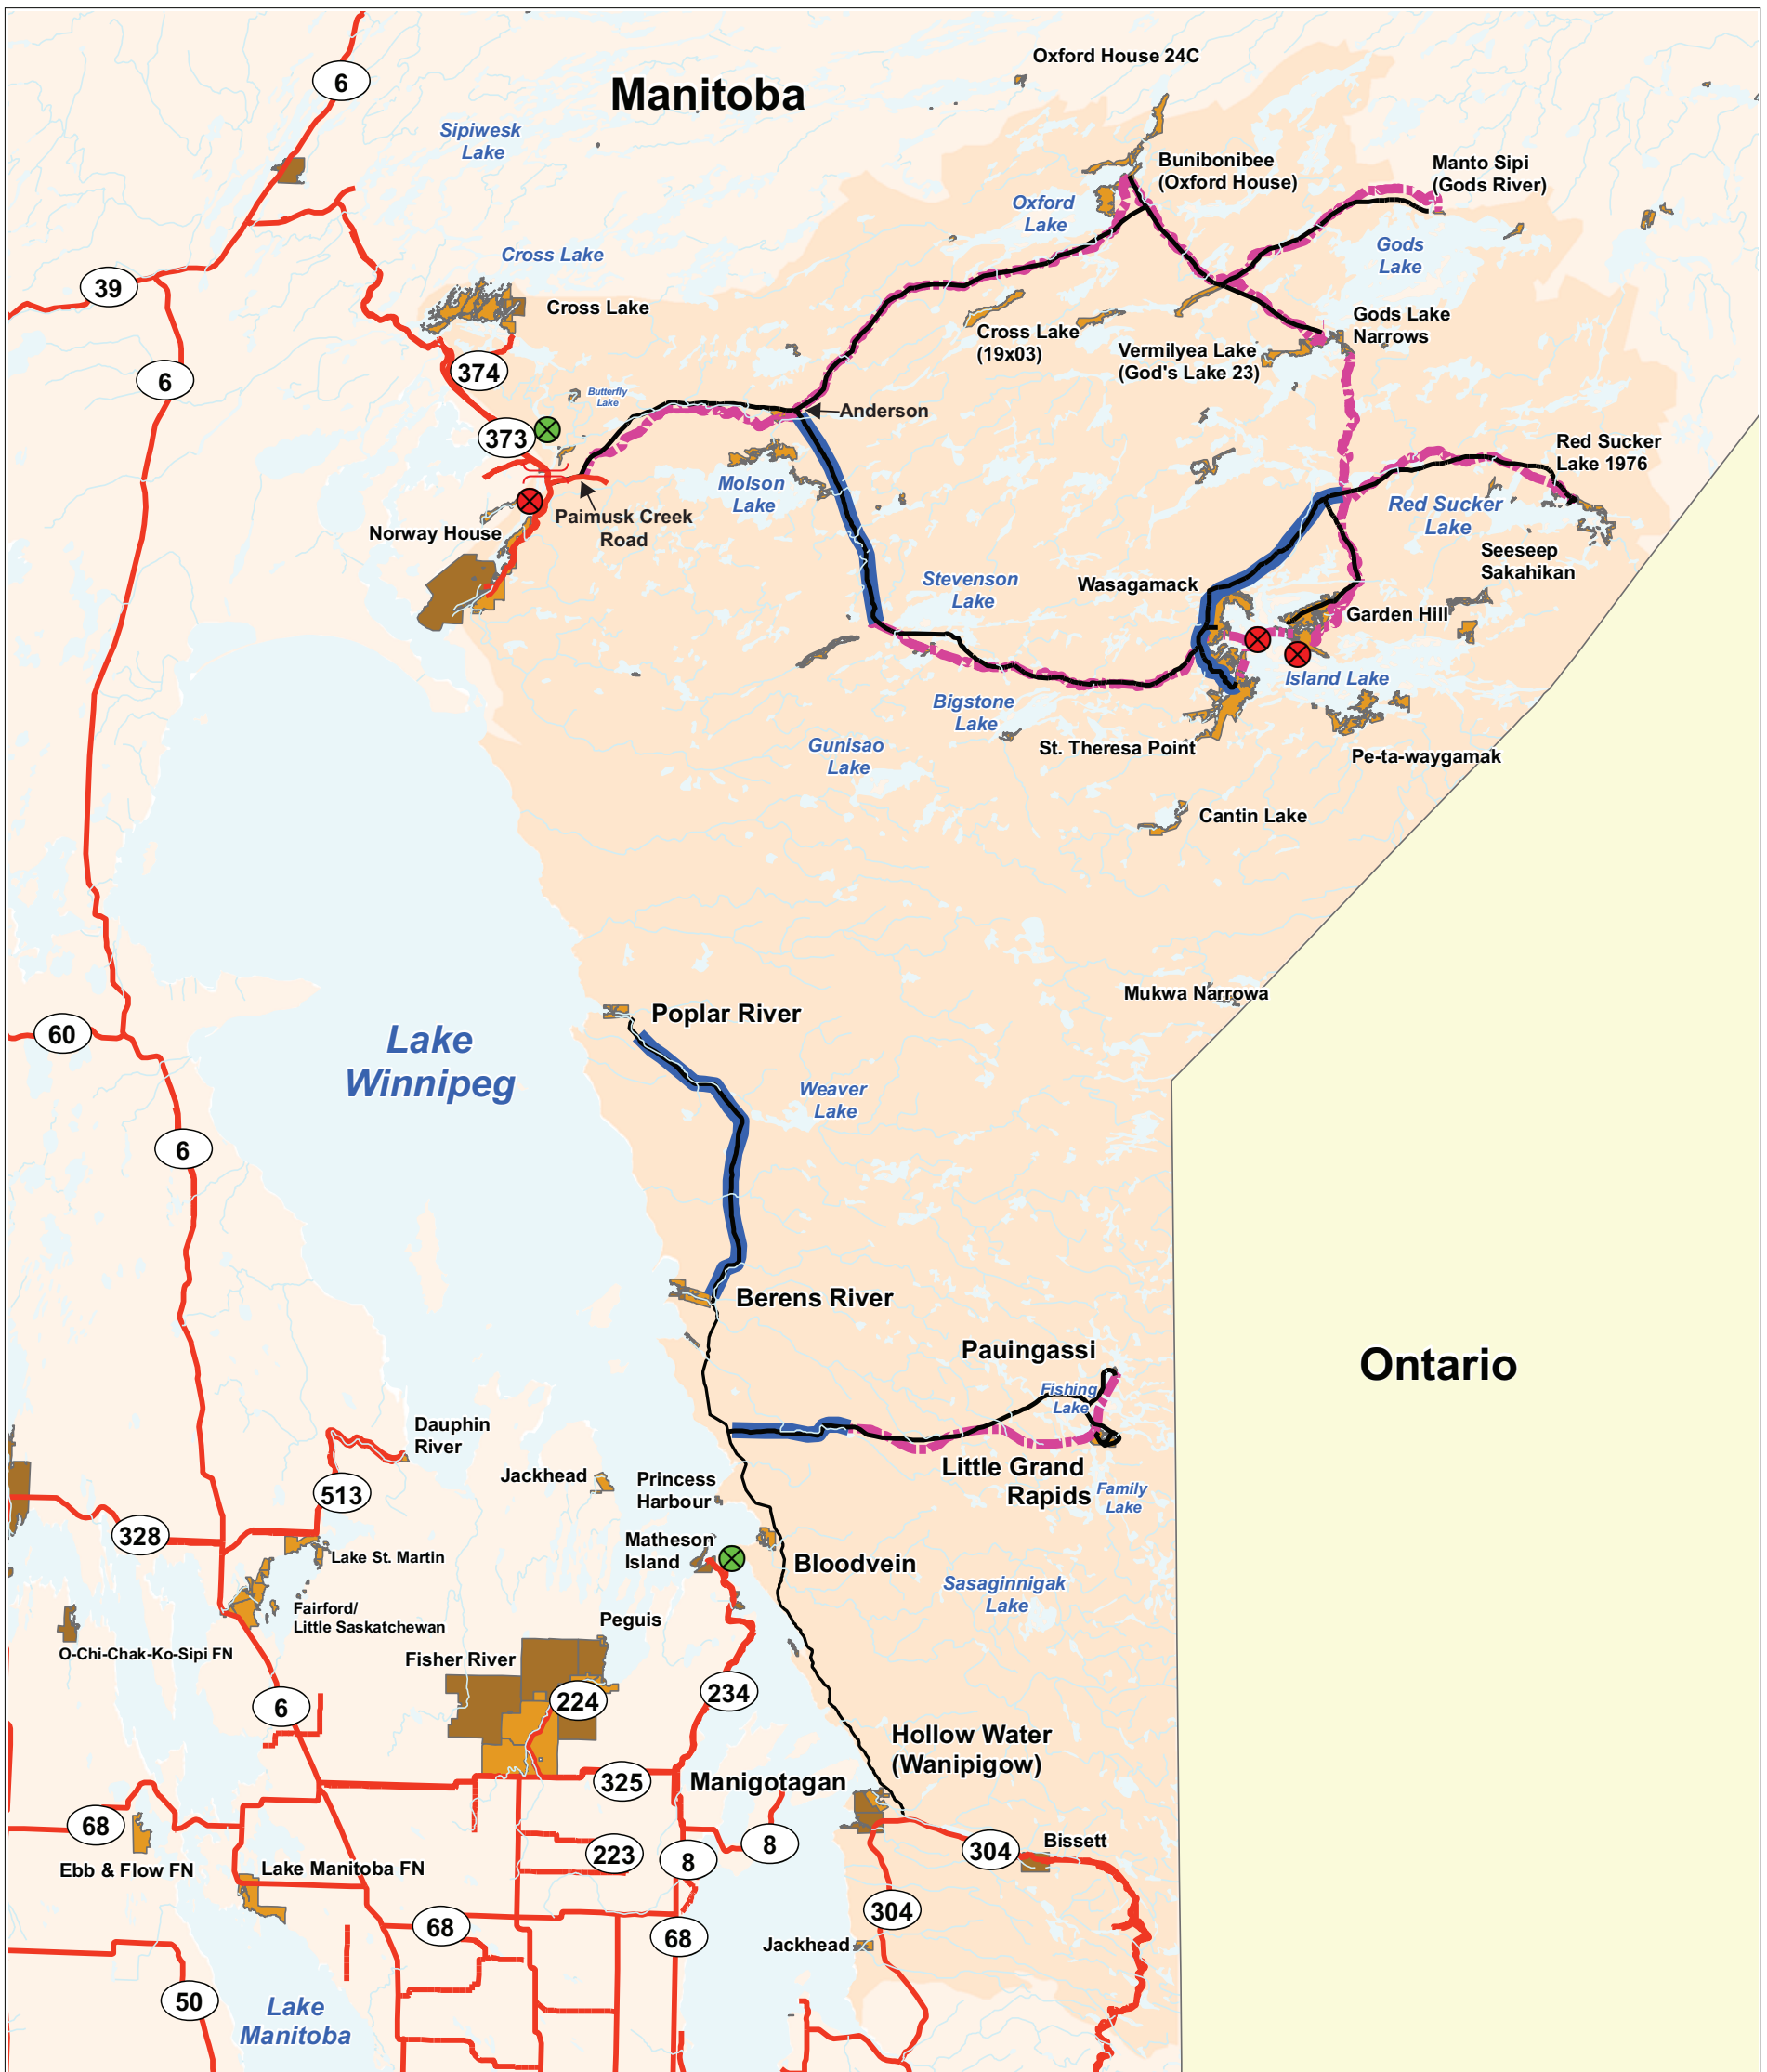 Oxford House 24C
6
Manitoba
Sipiwesk
Lake
Bunibonibee
(Oxford House)
Manto Sipi
(Gods River)
Oxford
Lake
Cross Lake
Gods
Lake
39
Cross Lake
Cross Lake
(19x03)
Gods Lake
Narrows
Vermilyea Lake
(God's Lake 23)
374
6
Butterfly
Lake
Anderson
373
Red Sucker
Lake 1976
Molson
Lake
Red Sucker
Lake
Paimusk Creek
Road
Norway House
Seeseep
Sakahikan
Stevenson
Lake
Wasagamack
Garden Hill
Island Lake
Bigstone
Lake
St. Theresa Point
Pe-ta-waygamak
Gunisao
Lake
Cantin Lake
Mukwa Narrowa
Poplar River
60
Lake
Winnipeg
Weaver
Lake
6
Berens River
Pauingassi
Ontario
Fishing
Lake
Dauphin
River
Little Grand
Rapids
Family
Lake
Jackhead
Princess
Harbour
513
328
Matheson
Island
Lake St. Martin
Bloodvein
Sasaginnigak
Lake
Fairford/
Little Saskatchewan
Peguis
O-Chi-Chak-Ko-Sipi FN
Fisher River
224
234
6
Hollow Water
(Wanipigow)
325
Manigotagan
68
8
8
223
304
Bissett
Ebb & Flow FN
Lake Manitoba FN
304
68
68
Jackhead
50
Lake
Manitoba